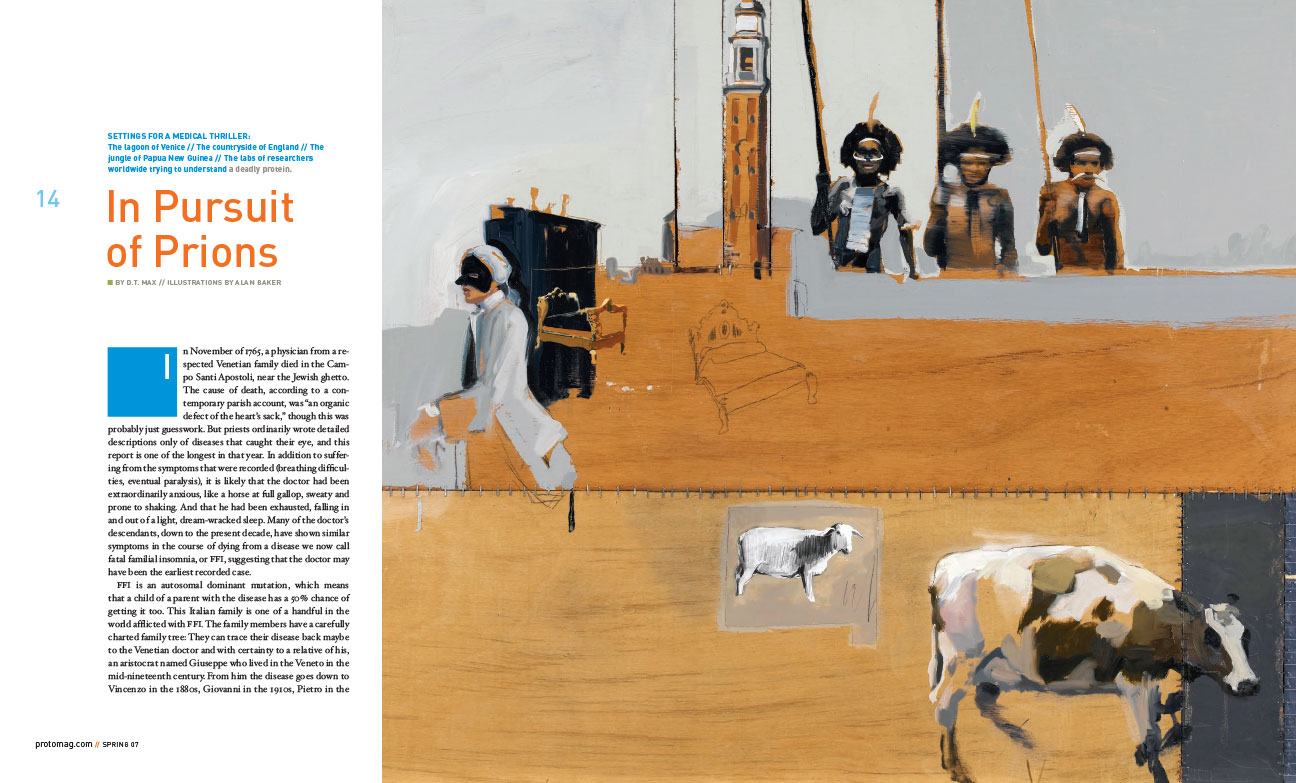 SETTINGS FOR A MEDICAL THRILLER:
The lagoon of Venice // The countryside of England // The
jungle of Papua New Guinea // The labs of researchers
worldwide trying to understand a deadly protein.
14
In Pursuit
of Prions
BY D.T. MAX // ILLUSTRATIONS BY ALAN BAKER
In November of 1765, a physician from a re-
spected Venetian family died in the Cam-
po Santi Apostoli, near the Jewish ghetto.
The cause of death, according to a con-
temporary parish account, was "an organic
defect of the heart's sack," though this was
probably just guesswork. But priests ordinarily wrote detailed
descriptions only of diseases that caught their eye, and this
report is one of the longest in that year. In addition to suffer-
ing from the symptoms that were recorded (breathing difficul-
ties, eventual paralysis), it is likely that the doctor had been
extraordinarily anxious, like a horse at full gallop, sweaty and
prone to shaking. And that he had been exhausted, falling in
and out of a light, dream-wracked sleep. Many of the doctor's
descendants, down to the present decade, have shown similar
symptoms in the course of dying from a disease we now call
fatal familial insomnia, or FFI, suggesting that the doctor may
have been the earliest recorded case.
FFI is an autosomal dominant mutation, which means
that a child of a parent with the disease has a 50% chance of
getting it too. This Italian family is one of a handful in the
world afflicted with FFI. The family members have a carefully
charted family tree: They can trace their disease back maybe
to the Venetian doctor and with certainty to a relative of his,
an aristocrat named Giuseppe who lived in the Veneto in the
mid-nineteenth century. From him the disease goes down to
Vincenzo in the 1880s, Giovanni in the 1910s, Pietro in the
protomag.com // SPRING 07